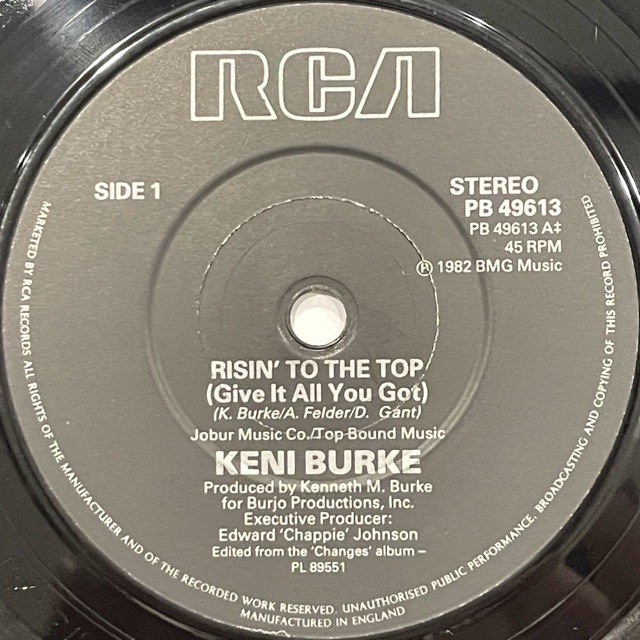 RCA
SIDE 1
STEREO
PB 49613
PB 49613 A‡
45 RPM
℗ 1982 BMG Music
RISIN' TO THE TOP
(Give It All You Got)
(K. Burke/A. Felder/D. Gant)
Jobur Music Co./Top Bound Music
KENI BURKE
Produced by Kenneth M. Burke
for Burjo Productions, Inc.
Executive Producer:
Edward 'Chappie' Johnson
Edited from the 'Changes' album –
PL 89551
MARKETED BY RCA RECORDS ALL RIGHTS OF THE MANUFACTURER AND OF THE RECORDED WORK RESERVED. UNAUTHORISED PUBLIC PERFORMANCE, BROADCASTING AND COPYING OF THIS RECORD PROHIBITED
MANUFACTURED IN ENGLAND